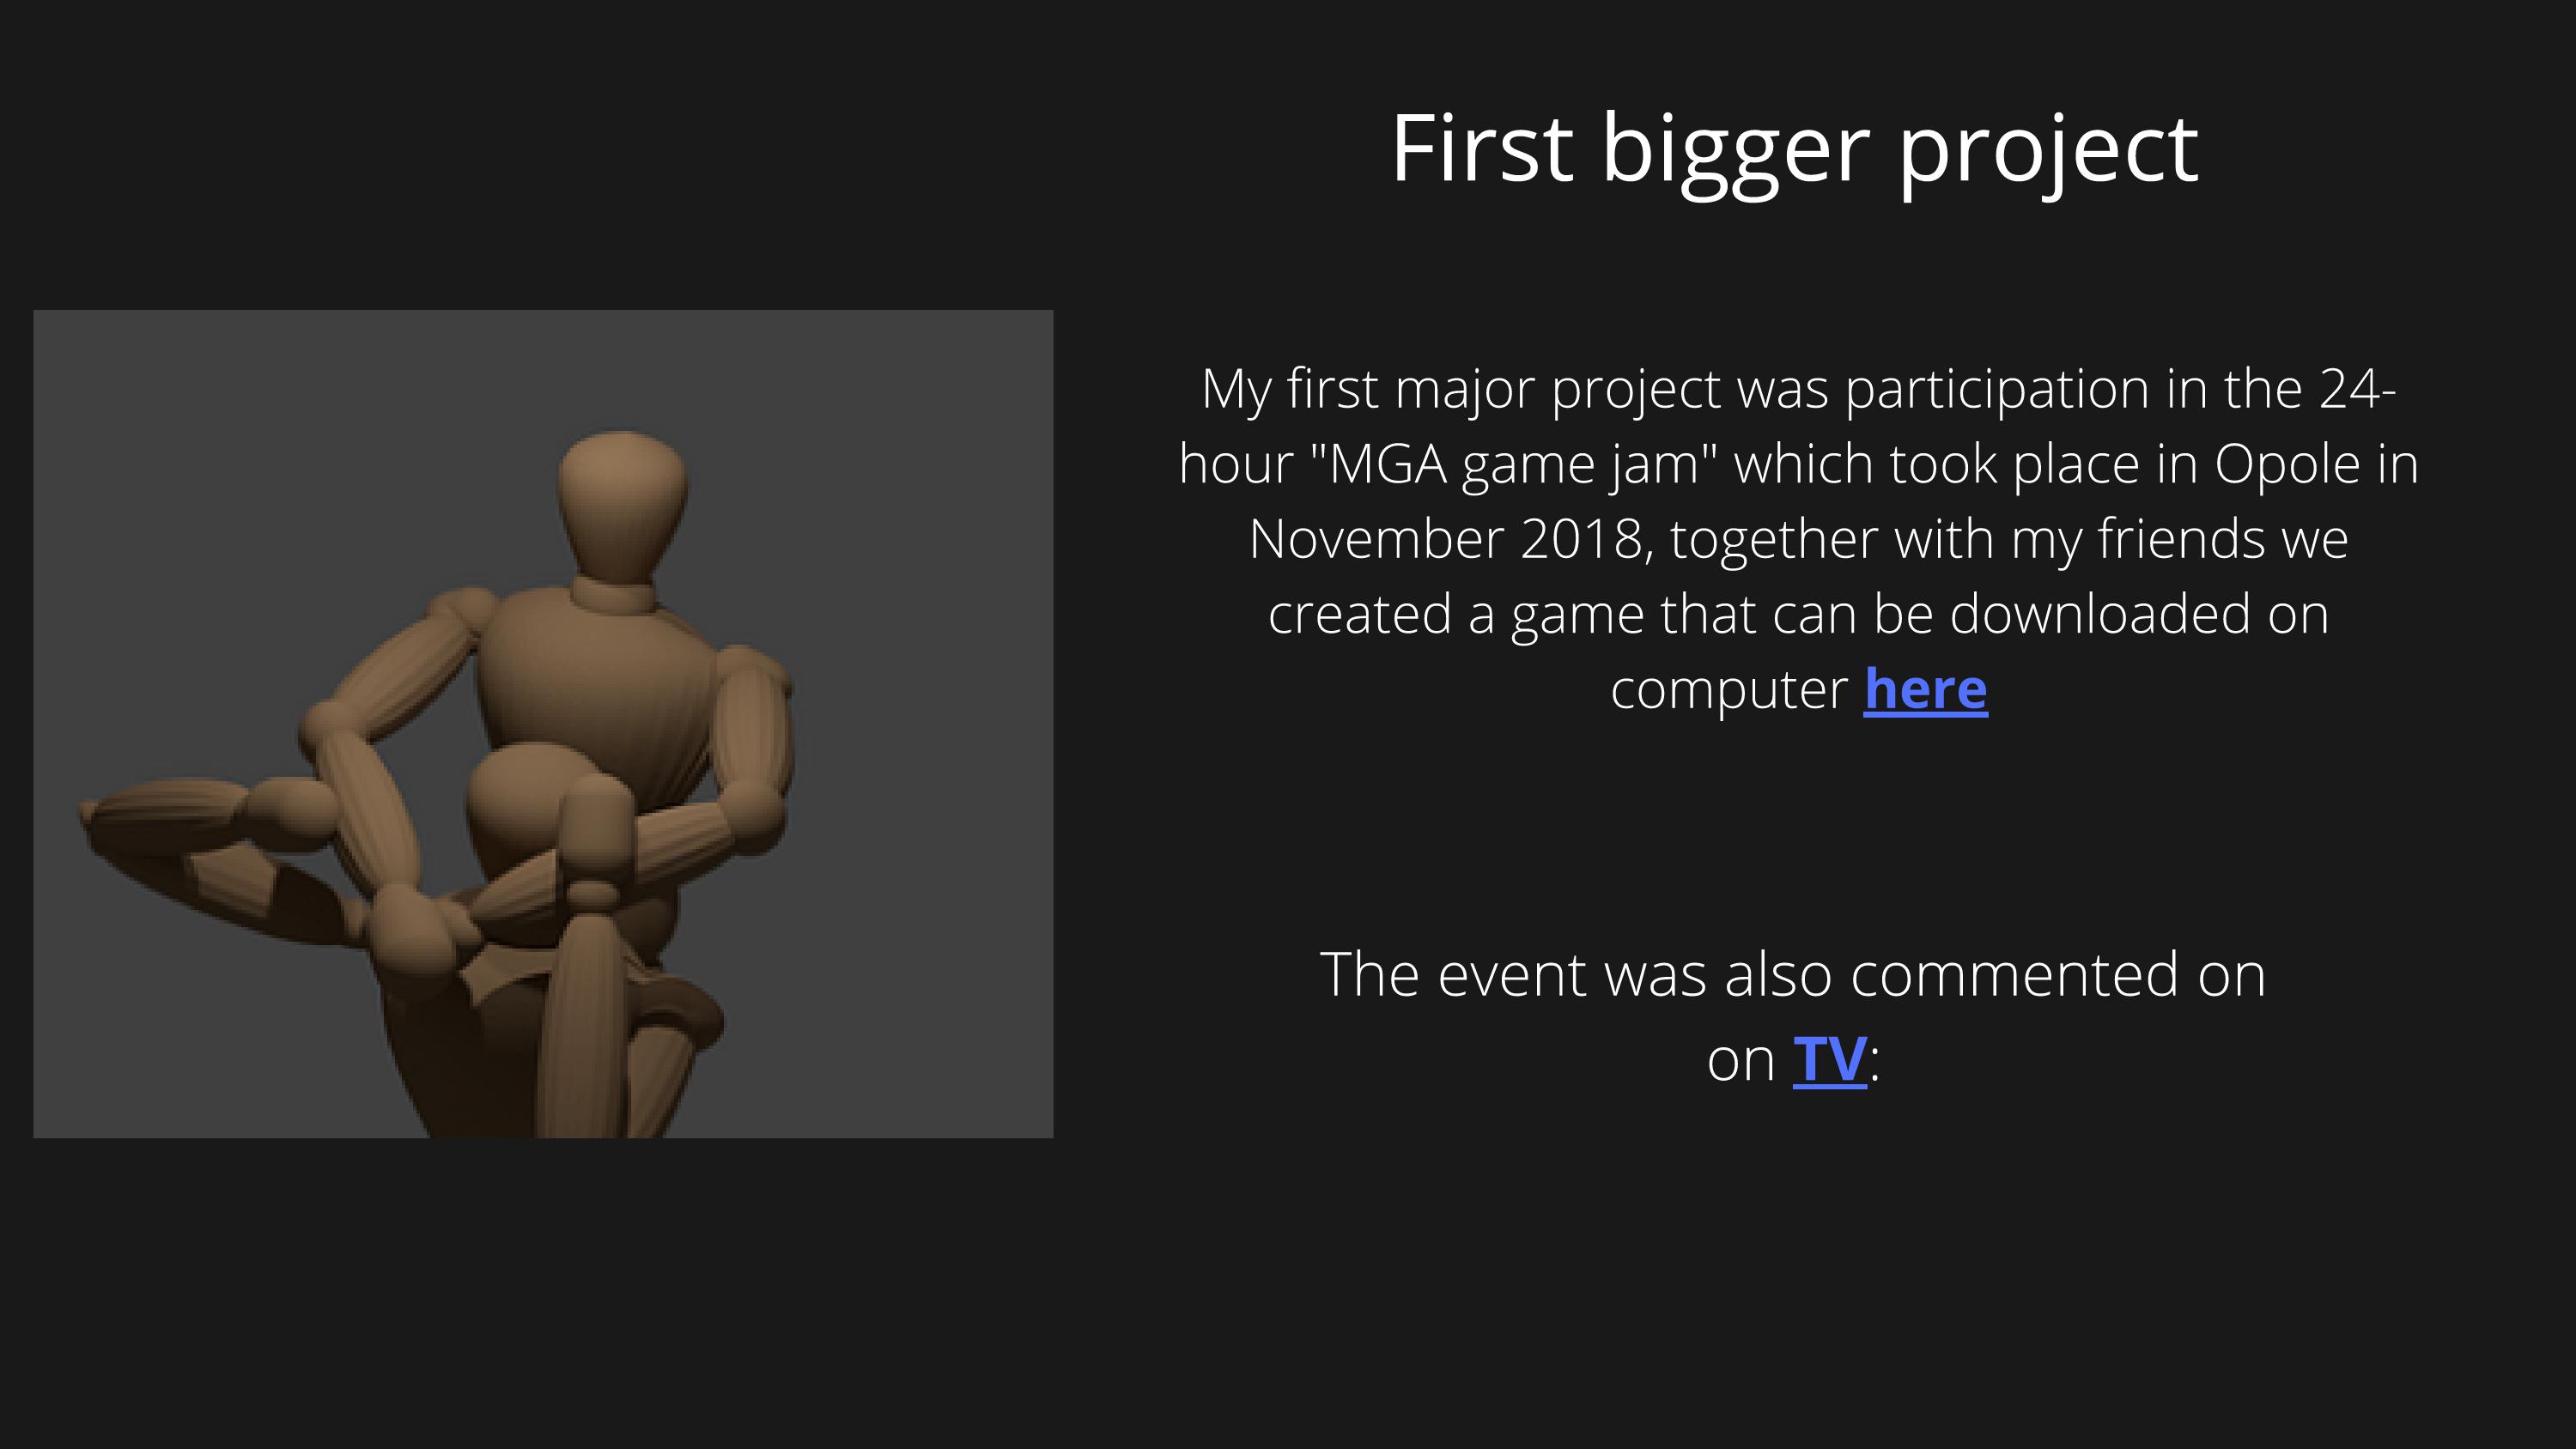 First bigger project
My first major project was participation in the 24-
hour "MGA game jam" which took place in Opole in
November 2018, together with my friends we
created a game that can be downloaded on
computer here
The event was also commented on
on TV: